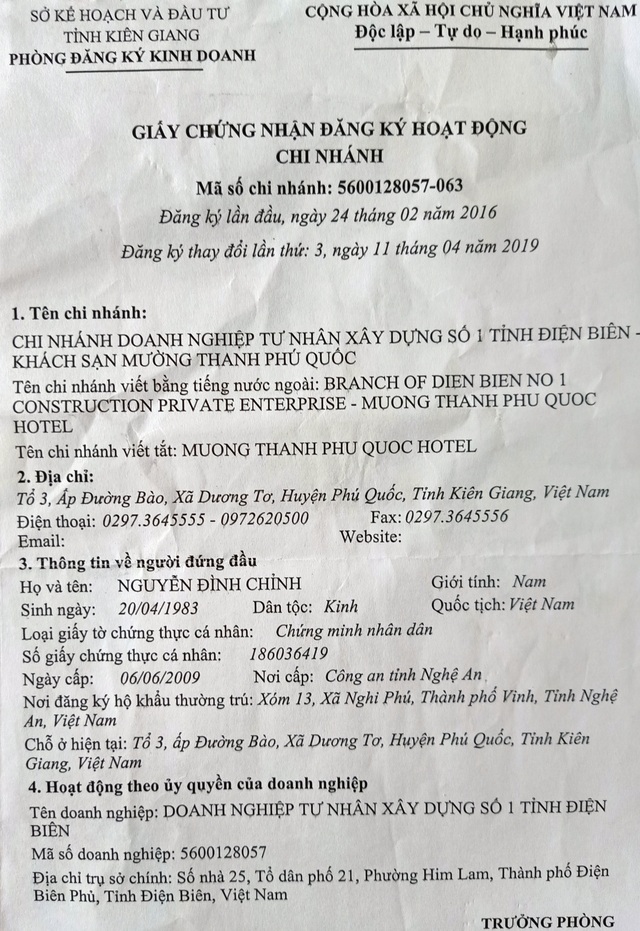 SỞ KẾ HOẠCH VÀ ĐẦU TƯ
TỈNH KIÊN GIANG
PHÒNG ĐĂNG KÝ KINH DOANH
CỘNG HÒA XÃ HỘI CHỦ NGHĨA VIỆT NAM
Độc lập – Tự do – Hạnh phúc
GIẤY CHỨNG NHẬN ĐĂNG KÝ HOẠT ĐỘNG
CHI NHÁNH
Mã số chi nhánh: 5600128057-063
Đăng ký lần đầu, ngày 24 tháng 02 năm 2016
Đăng ký thay đổi lần thứ: 3, ngày 11 tháng 04 năm 2019
1. Tên chi nhánh:
CHI NHÁNH DOANH NGHIỆP TƯ NHÂN XÂY DỰNG SỐ 1 TỈNH ĐIỆN BIÊN -
KHÁCH SẠN MƯỜNG THANH PHÚ QUỐC
Tên chi nhánh viết bằng tiếng nước ngoài: BRANCH OF DIEN BIEN NO 1
CONSTRUCTION PRIVATE ENTERPRISE - MUONG THANH PHU QUOC
HOTEL
Tên chi nhánh viết tắt: MUONG THANH PHU QUOC HOTEL
2. Địa chỉ:
Tổ 3, Ấp Đường Bào, Xã Dương Tơ, Huyện Phú Quốc, Tỉnh Kiên Giang, Việt Nam
Điện thoại: 0297.3645555 - 0972620500 Fax: 0297.3645556
Email: Website:
3. Thông tin về người đứng đầu
Họ và tên: NGUYỄN ĐÌNH CHỈNH Giới tính: Nam
Sinh ngày: 20/04/1983 Dân tộc: Kinh Quốc tịch: Việt Nam
Loại giấy tờ chứng thực cá nhân: Chứng minh nhân dân
Số giấy chứng thực cá nhân: 186036419
Ngày cấp: 06/06/2009 Nơi cấp: Công an tỉnh Nghệ An
Nơi đăng ký hộ khẩu thường trú: Xóm 13, Xã Nghi Phú, Thành phố Vinh, Tỉnh Nghệ
An, Việt Nam
Chỗ ở hiện tại: Tổ 3, ấp Đường Bào, Xã Dương Tơ, Huyện Phú Quốc, Tỉnh Kiên
Giang, Việt Nam
4. Hoạt động theo ủy quyền của doanh nghiệp
Tên doanh nghiệp: DOANH NGHIỆP TƯ NHÂN XÂY DỰNG SỐ 1 TỈNH ĐIỆN
BIÊN
Mã số doanh nghiệp: 5600128057
Địa chỉ trụ sở chính: Số nhà 25, Tổ dân phố 21, Phường Him Lam, Thành phố Điện
Biên Phủ, Tỉnh Điện Biên, Việt Nam
TRƯỞNG PHÒNG